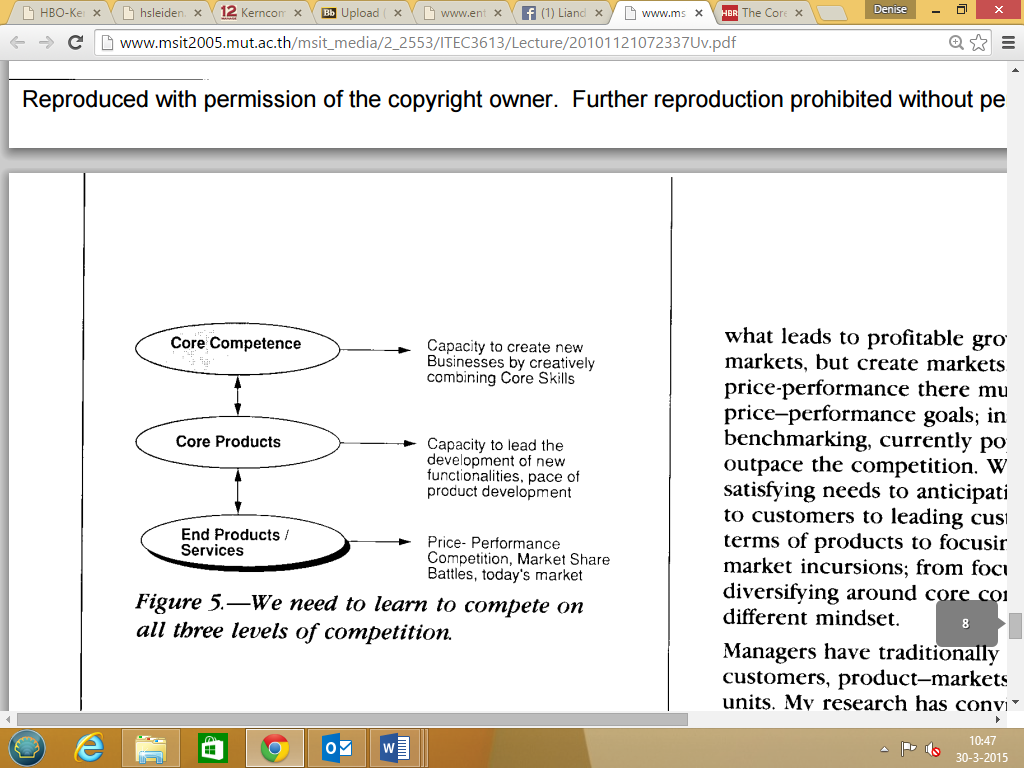 HBO-Ke
hsleiden.
12 Kerncom
Bb Upload (
www.ent
(1) Liand
www.ms
HBR The Core
Denise
www.msit2005.mut.ac.th/msit_media/2_2553/ITEC3613/Lecture/20101121072337Uv.pdf
Reproduced with permission of the copyright owner.  Further reproduction prohibited without pe
Core Competence
Capacity to create new
Businesses by creatively
combining Core Skills
Core Products
Capacity to lead the
development of new
functionalities, pace of
product development
End Products /
Services
Price- Performance
Competition, Market Share
Battles, today's market
Figure 5.—We need to learn to compete on
all three levels of competition.
what leads to profitable gro
markets, but create markets
price-performance there mu
price–performance goals; in
benchmarking, currently po
outpace the competition. W
satisfying needs to anticipati
to customers to leading cus
terms of products to focusin
market incursions; from focu
diversifying around core cor
different mindset.
8
Managers have traditionally
customers, product–markets
units. My research has conv
10:47
30-3-2015